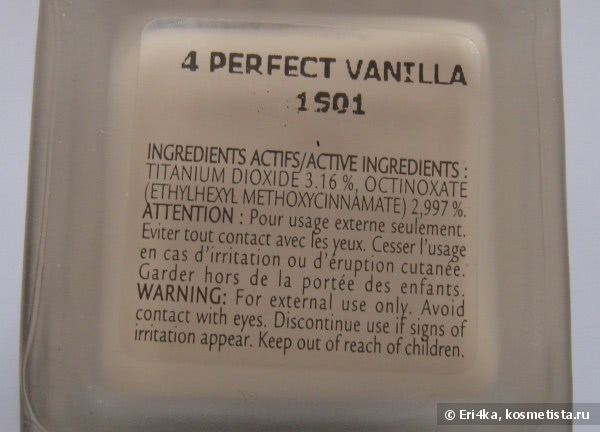 4 PERFECT VANILLA
1S01
INGREDIENTS ACTIFS/ACTIVE INGREDIENTS :
TITANIUM DIOXIDE 3.16 %, OCTINOXATE
(ETHYLHEXYL METHOXYCINNAMATE) 2,997 %.
ATTENTION : Pour usage externe seulement.
Eviter tout contact avec les yeux. Cesser l'usage
en cas d'irritation ou d'éruption cutanée.
Garder hors de la portée des enfants.
WARNING: For external use only. Avoid
contact with eyes. Discontinue use if signs of
irritation appear. Keep out of reach of children.
© Eri4ka, kosmetista.ru